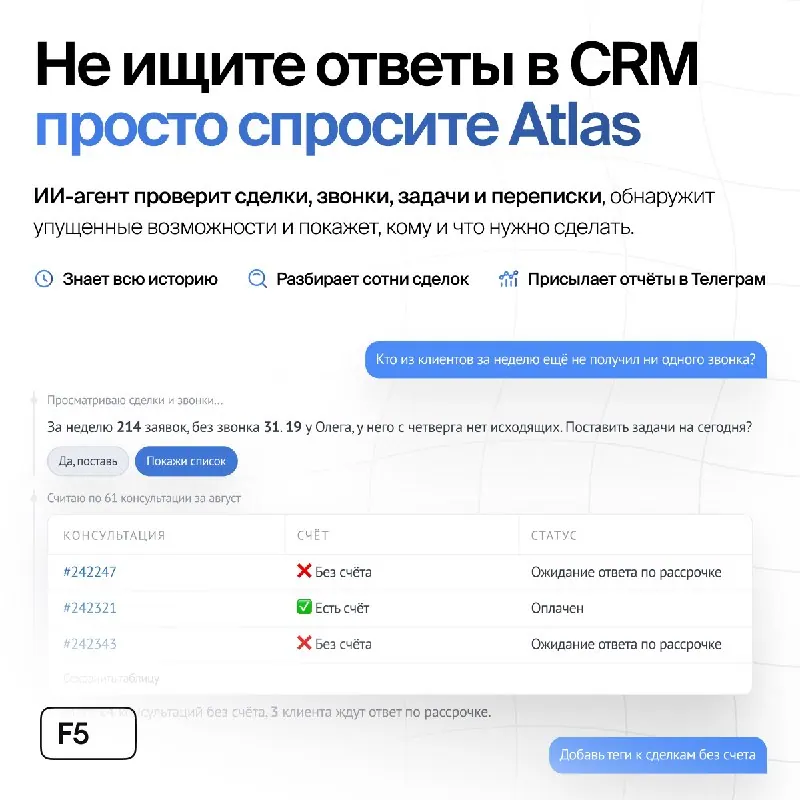 Не ищите ответы в CRM
просто спросите Atlas
ИИ-агент проверит сделки, звонки, задачи и переписки, обнаружит
упущенные возможности и покажет, кому и что нужно сделать.
Знает всю историю
Разбирает сотни сделок
Присылает отчёты в Телеграм
Кто из клиентов за неделю ещё не получил ни одного звонка?
Просматриваю сделки и звонки...
За неделю 214 заявок, без звонка 31. 19 у Олега, у него с четверга нет исходящих. Поставить задачи на сегодня?
Да, поставь
Покажи список
Считаю по 61 консультации за август
КОНСУЛЬТАЦИЯ СЧЁТ СТАТУС
#242247 ❌ Без счёта Ожидание ответа по рассрочке
#242321 ✅ Есть счёт Оплачен
#242343 ❌ Без счёта Ожидание ответа по рассрочке
Сохранить таблицу
без счёта, 3 клиента ждут ответ по рассрочке.
F5
Добавь теги к сделкам без счета